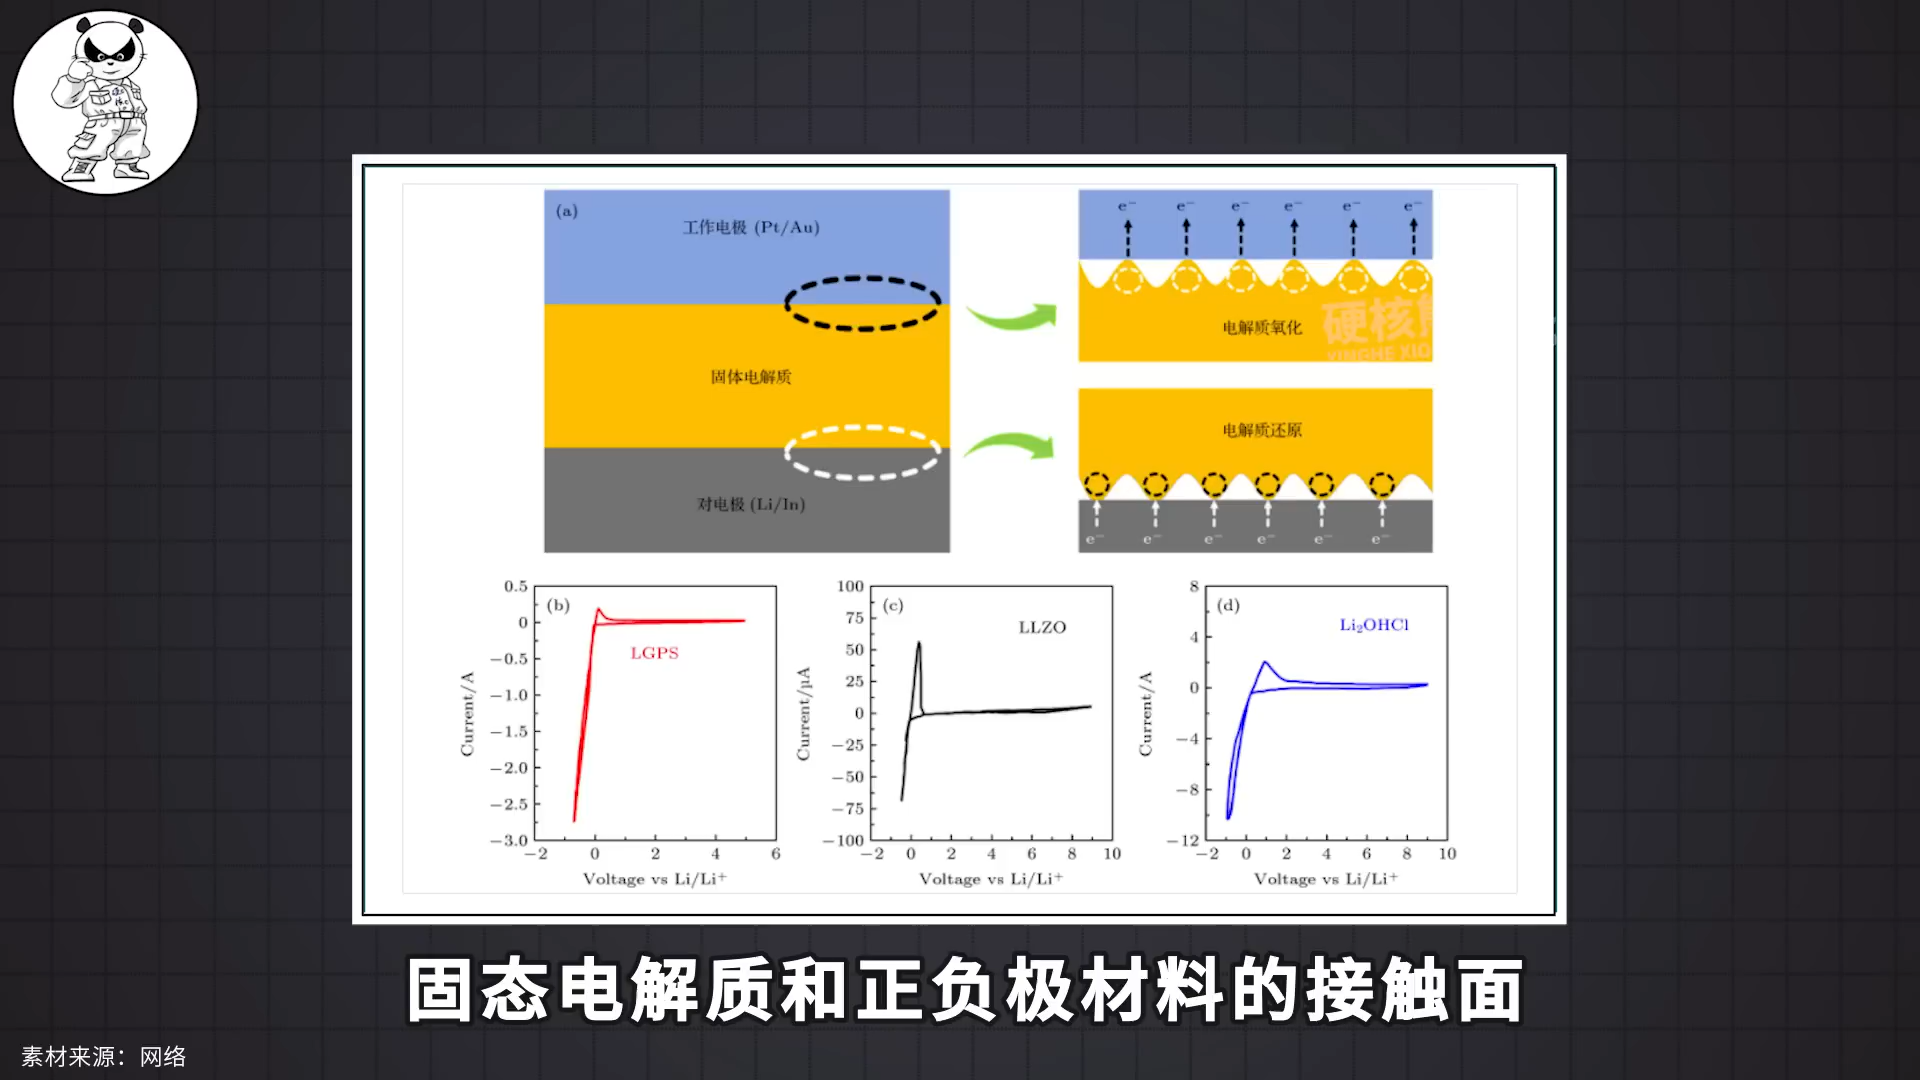 (a)
工作电极 (Pt/Au)
固体电解质
对电极 (Li/In)
e⁻ e⁻ e⁻ e⁻ e⁻ e⁻
电解质氧化
硬核
电解质还原
e⁻ e⁻ e⁻ e⁻ e⁻ e⁻
(b)
LGPS
0.5
0
−0.5
−1.0
−1.5
−2.0
−2.5
−3.0
Current/A
−2 0 2 4 6
Voltage vs Li/Li⁺
(c)
LLZO
100
75
50
25
0
−25
−50
−75
−100
Current/μA
−2 0 2 4 6 8 10
Voltage vs Li/Li⁺
(d)
Li₂OHCl
8
4
0
−4
−8
−12
Current/A
−2 0 2 4 6 8 10
Voltage vs Li/Li⁺
固态电解质和正负极材料的接触面
素材来源：网络